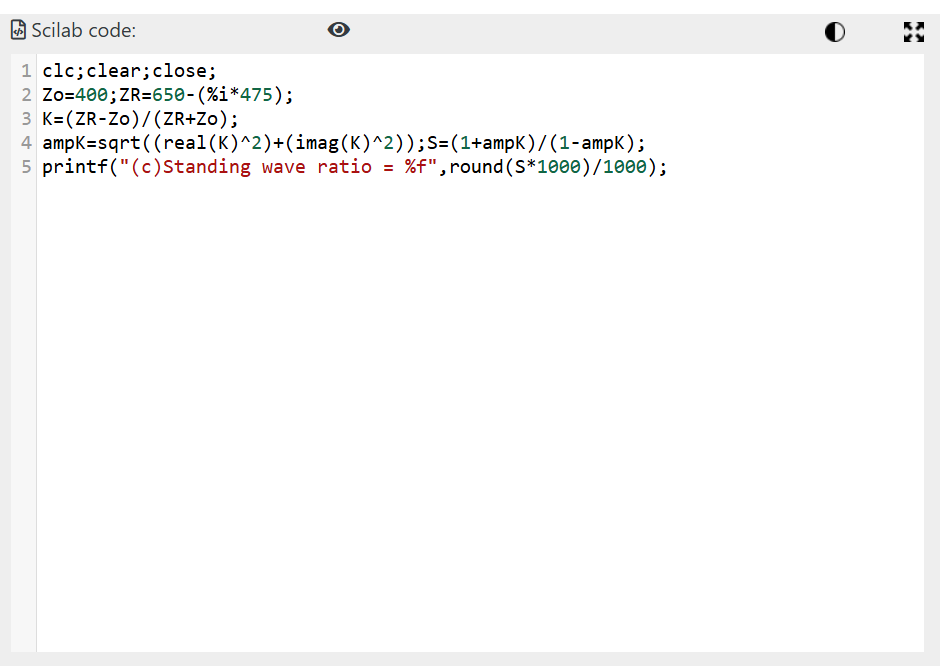 Scilab code:
1 clc;clear;close;
2 Zo=400;ZR=650-(%i*475);
3 K=(ZR-Zo)/(ZR+Zo);
4 ampK=sqrt((real(K)^2)+(imag(K)^2));S=(1+ampK)/(1-ampK);
5 printf("(c)Standing wave ratio = %f",round(S*1000)/1000);